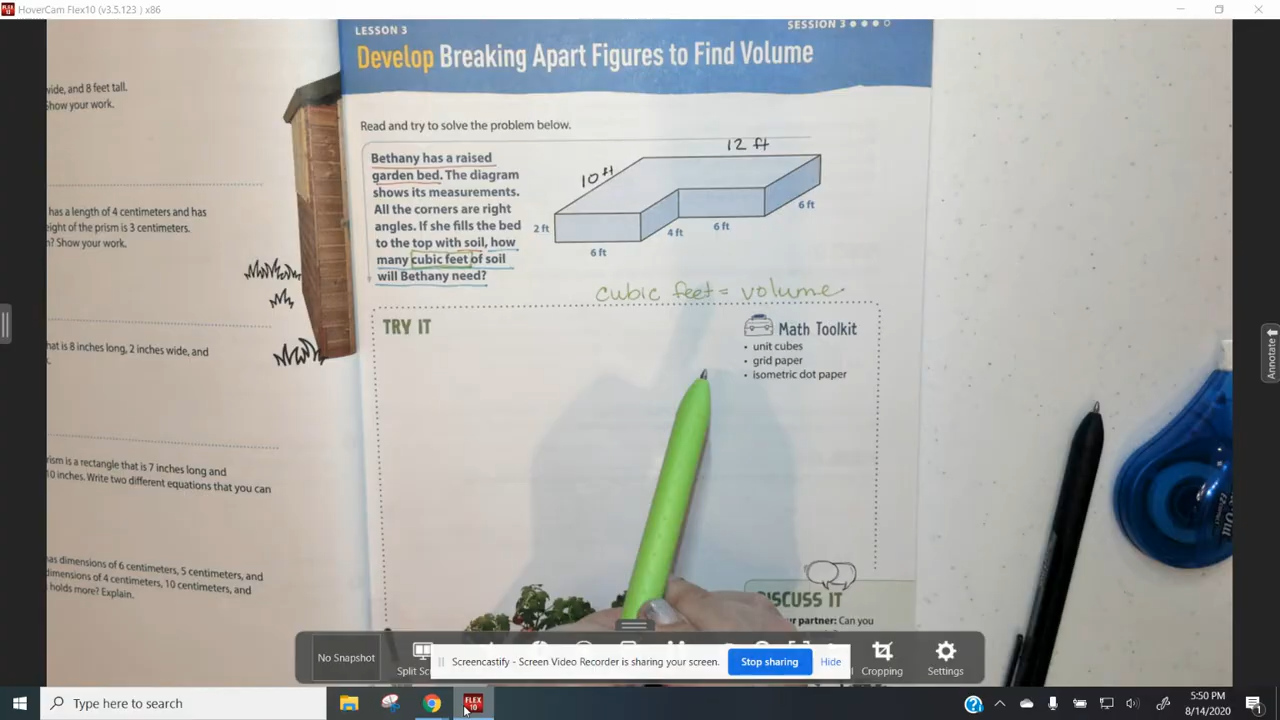 HoverCam Flex10 (v3.5.123) | x86
LESSON 3
SESSION 3
Develop Breaking Apart Figures to Find Volume
wide, and 8 feet tall.
Show your work.
has a length of 4 centimeters and has
eight of the prism is 3 centimeters.
? Show your work.
hat is 8 inches long, 2 inches wide, and
rism is a rectangle that is 7 inches long and
10 inches. Write two different equations that you can
as dimensions of 6 centimeters, 5 centimeters, and
dimensions of 4 centimeters, 10 centimeters, and
holds more? Explain.
Read and try to solve the problem below.
Bethany has a raised
garden bed. The diagram
shows its measurements.
All the corners are right
angles. If she fills the bed
to the top with soil, how
many cubic feet of soil
will Bethany need?
12 ft
10 ft
2 ft
6 ft
4 ft
6 ft
6 ft
cubic feet = volume
TRY IT
Math Toolkit
• unit cubes
• grid paper
• isometric dot paper
DISCUSS IT
partner: Can you
Annotate
No Snapshot
Split Sc
Cropping
Settings
Screencastify - Screen Video Recorder is sharing your screen.
Stop sharing
Hide
Type here to search
FLEX
10
5:50 PM
8/14/2020